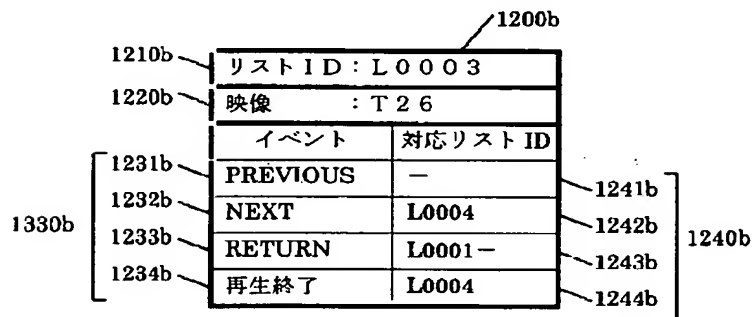 1200b
1210b リストID：L0003
1220b 映像 ：T26
イベント 対応リストID
1231b PREVIOUS － 1241b
1232b NEXT L0004 1242b
1330b 1240b
1233b RETURN L0001－ 1243b
1234b 再生終了 L0004 1244b